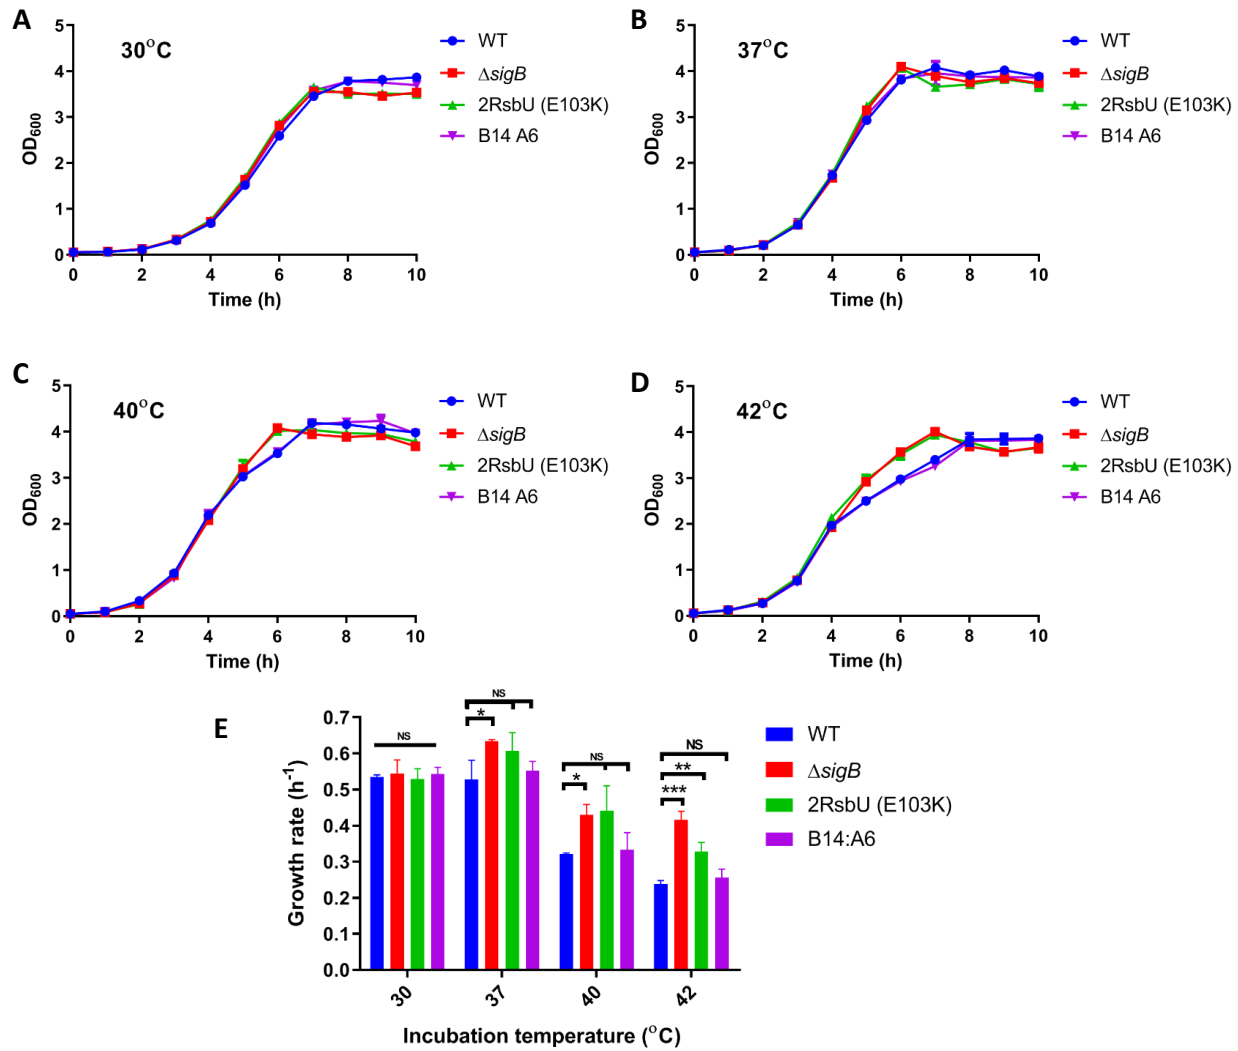 A
30°C
OD600
5
4
3
2
1
0
0 2 4 6 8 10
Time (h)
WT
ΔsigB
2RsbU (E103K)
B14 A6
B
37°C
OD600
5
4
3
2
1
0
0 2 4 6 8 10
Time (h)
WT
ΔsigB
2RsbU (E103K)
B14 A6
C
40°C
OD600
5
4
3
2
1
0
0 2 4 6 8 10
Time (h)
WT
ΔsigB
2RsbU (E103K)
B14 A6
D
42°C
OD600
5
4
3
2
1
0
0 2 4 6 8 10
Time (h)
WT
ΔsigB
2RsbU (E103K)
B14 A6
E
Growth rate (h-1)
0.7
0.6
0.5
0.4
0.3
0.2
0.1
0.0
NS
NS
*
NS
*
NS
**
***
30 37 40 42
Incubation temperature (°C)
WT
ΔsigB
2RsbU (E103K)
B14:A6